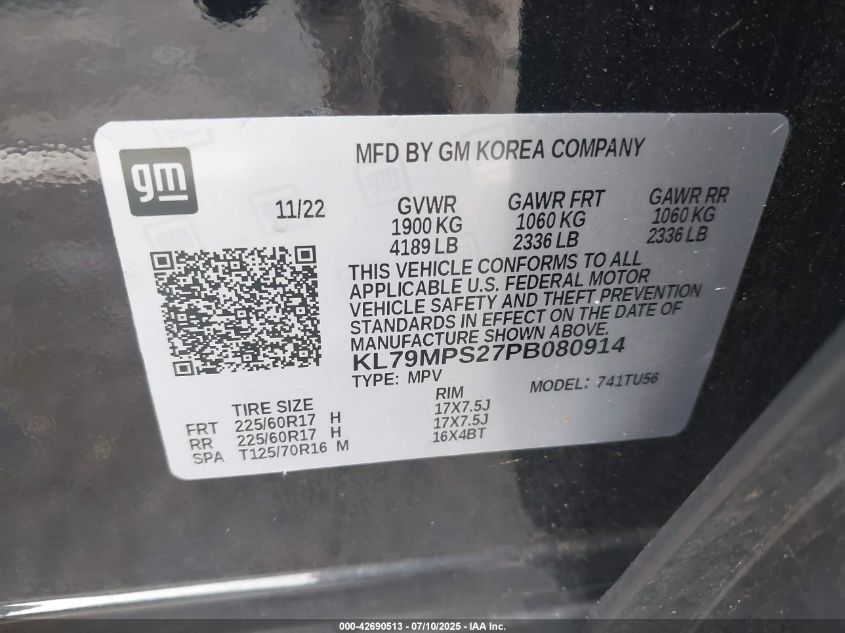 gm
MFD BY GM KOREA COMPANY
11/22
GVWR GAWR FRT GAWR RR
1900 KG 1060 KG 1060 KG
4189 LB 2336 LB 2336 LB
THIS VEHICLE CONFORMS TO ALL
APPLICABLE U.S. FEDERAL MOTOR
VEHICLE SAFETY AND THEFT PREVENTION
STANDARDS IN EFFECT ON THE DATE OF
MANUFACTURE SHOWN ABOVE.
KL79MPS27PB080914
TYPE: MPV MODEL: 741TU56
TIRE SIZE RIM
FRT 225/60R17 H 17X7.5J
RR 225/60R17 H 17X7.5J
SPA T125/70R16 M 16X4BT
000-42690513 - 07/10/2025 - IAA Inc.